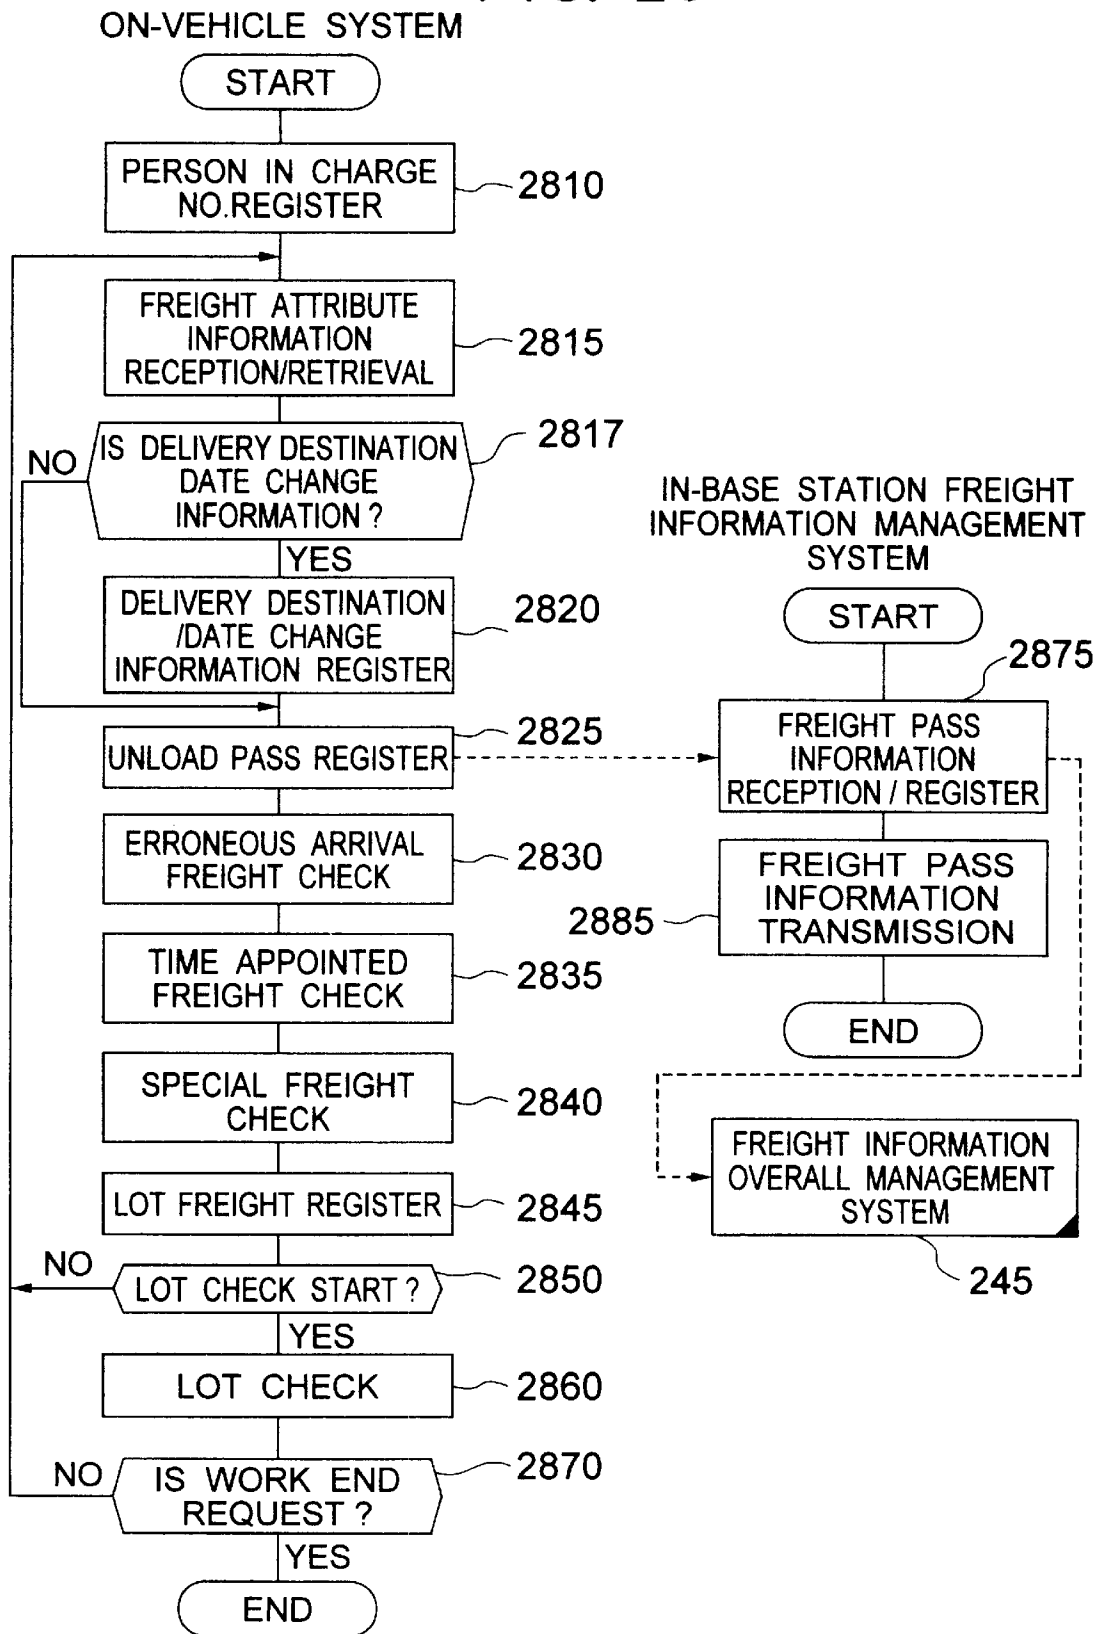 ON-VEHICLE SYSTEM
START
PERSON IN CHARGE
NO.REGISTER
2810
FREIGHT ATTRIBUTE
INFORMATION
RECEPTION/RETRIEVAL
2815
IS DELIVERY DESTINATION
DATE CHANGE
INFORMATION ?
2817
NO
YES
DELIVERY DESTINATION
/DATE CHANGE
INFORMATION REGISTER
2820
UNLOAD PASS REGISTER
2825
ERRONEOUS ARRIVAL
FREIGHT CHECK
2830
TIME APPOINTED
FREIGHT CHECK
2835
SPECIAL FREIGHT
CHECK
2840
LOT FREIGHT REGISTER
2845
NO
LOT CHECK START ?
2850
YES
LOT CHECK
2860
NO
IS WORK END
REQUEST ?
2870
YES
END
IN-BASE STATION FREIGHT
INFORMATION MANAGEMENT
SYSTEM
START
2875
FREIGHT PASS
INFORMATION
RECEPTION / REGISTER
FREIGHT PASS
INFORMATION
TRANSMISSION
2885
END
FREIGHT INFORMATION
OVERALL MANAGEMENT
SYSTEM
245